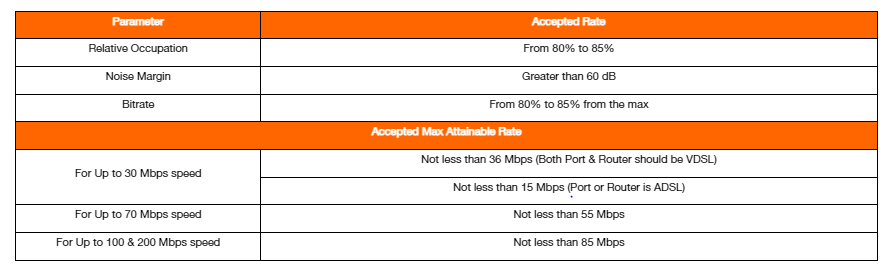 Parameter Accepted Rate
Relative Occupation From 80% to 85%
Noise Margin Greater than 60 dB
Bitrate From 80% to 85% from the max
Accepted Max Attainable Rate
For Up to 30 Mbps speed Not less than 36 Mbps (Both Port & Router should be VDSL)
Not less than 15 Mbps (Port or Router is ADSL)
For Up to 70 Mbps speed Not less than 55 Mbps
For Up to 100 & 200 Mbps speed Not less than 85 Mbps